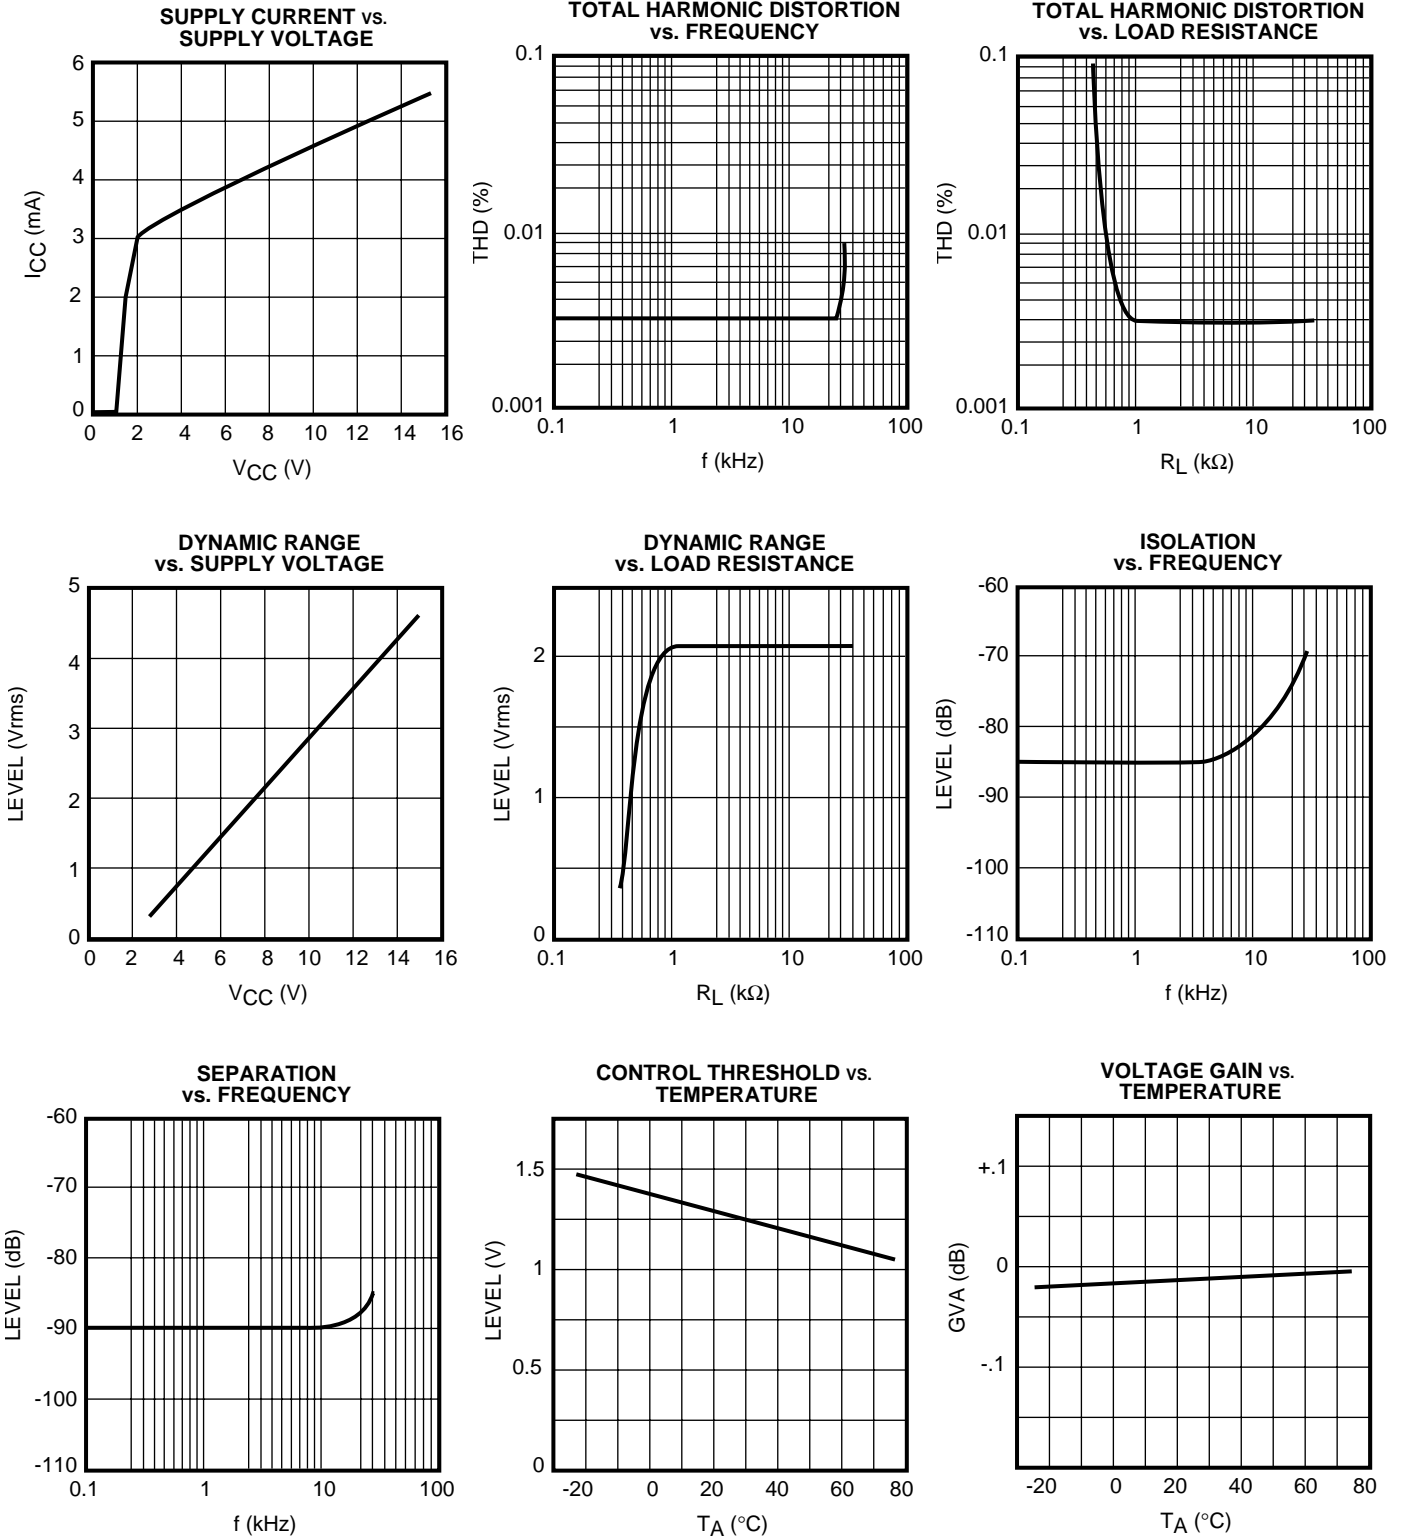 SUPPLY CURRENT vs.
SUPPLY VOLTAGE
6
5
4
3
2
1
0
0 2 4 6 8 10 12 14 16
ICC (mA)
VCC (V)
TOTAL HARMONIC DISTORTION
vs. FREQUENCY
0.1
0.01
0.001
0.1 1 10 100
THD (%)
f (kHz)
TOTAL HARMONIC DISTORTION
vs. LOAD RESISTANCE
0.1
0.01
0.001
0.1 1 10 100
THD (%)
RL (kΩ)
DYNAMIC RANGE
vs. SUPPLY VOLTAGE
5
4
3
2
1
0
0 2 4 6 8 10 12 14 16
LEVEL (Vrms)
VCC (V)
DYNAMIC RANGE
vs. LOAD RESISTANCE
2
1
0
0.1 1 10 100
LEVEL (Vrms)
RL (kΩ)
ISOLATION
vs. FREQUENCY
-60
-70
-80
-90
-100
-110
0.1 1 10 100
LEVEL (dB)
f (kHz)
SEPARATION
vs. FREQUENCY
-60
-70
-80
-90
-100
-110
0.1 1 10 100
LEVEL (dB)
f (kHz)
CONTROL THRESHOLD vs.
TEMPERATURE
1.5
1
0.5
0
-20 0 20 40 60 80
LEVEL (V)
TA (°C)
VOLTAGE GAIN vs.
TEMPERATURE
+.1
0
-.1
-20 0 20 40 60 80
GVA (dB)
TA (°C)